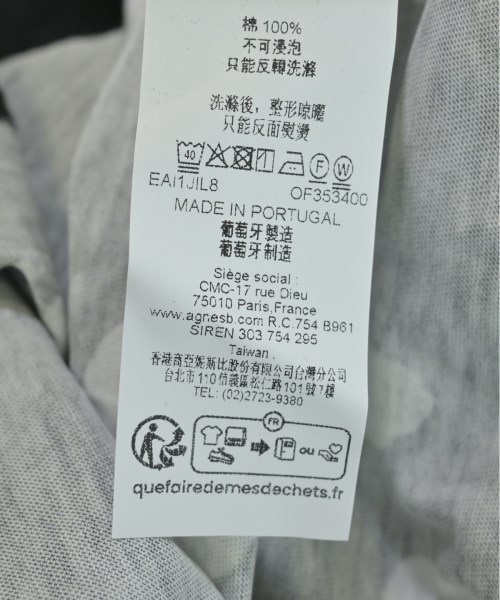 棉 100%
不可浸泡
只能反轉洗滌
洗滌後，整形晾曬
只能反面熨燙
40 F W
EAI1JIL8 OF353400
MADE IN PORTUGAL
葡萄牙製造
葡萄牙制造
Siège social :
CMC-17 rue Dieu
75010 Paris,France
www.agnesb.com R.C.754 B961
SIREN 303 754 295
Taiwan :
香港商亞妮斯比股份有限公司台灣分公司
台北市110信義區松仁路101號7樓
TEL: (02)2723-9380
FR
ou
quefairedemesdechets.fr